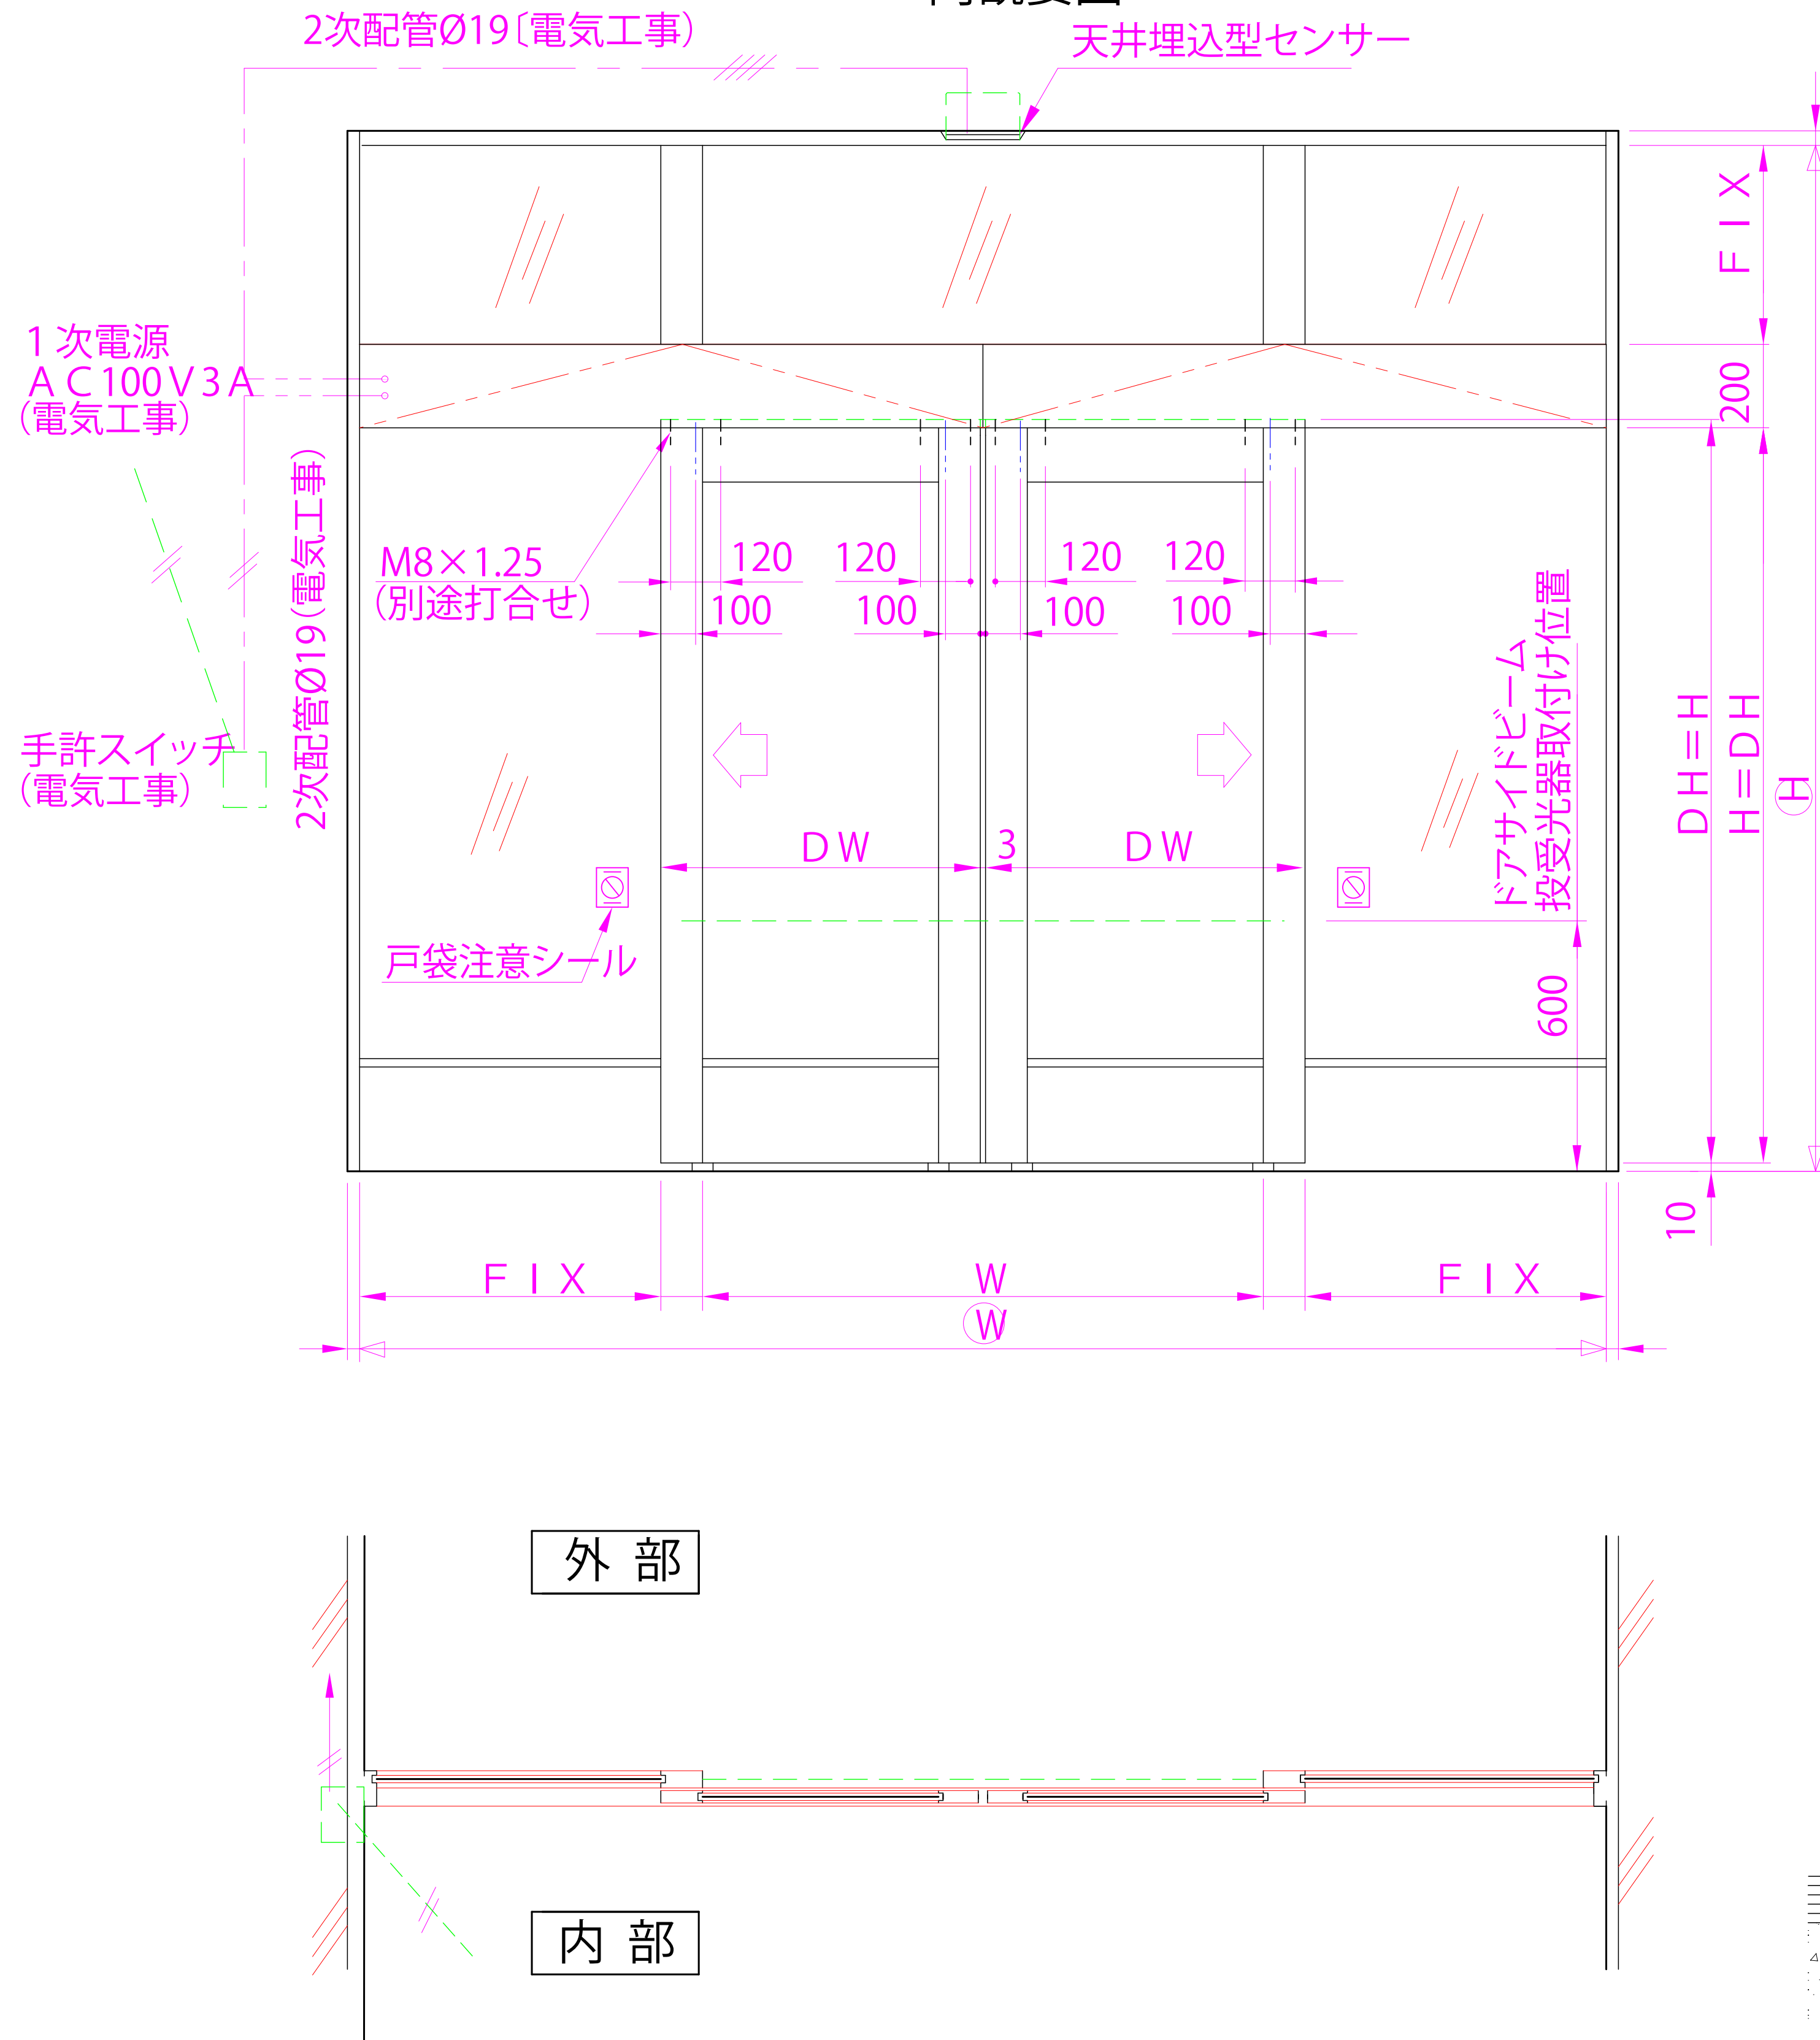 2次配管Ø19〔電気工事）
天井埋込型センサー
ＦＩＸ
１次電源
ＡＣ100Ｖ3Ａ
(電気工事)
200
2次配管Ø19(電気工事)
M8×1.25
(別途打合せ)
120
120
120
120
100
100
100
100
ドアサイドビーム
投受光器取付け位置
ＤＨ＝Ｈ
Ｈ＝ＤＨ
Ⓗ
手許スイッチ
(電気工事)
ＤＷ
3
ＤＷ
戸袋注意シール
600
10
ＦＩＸ
Ｗ
ＦＩＸ
Ⓦ
外部
内部